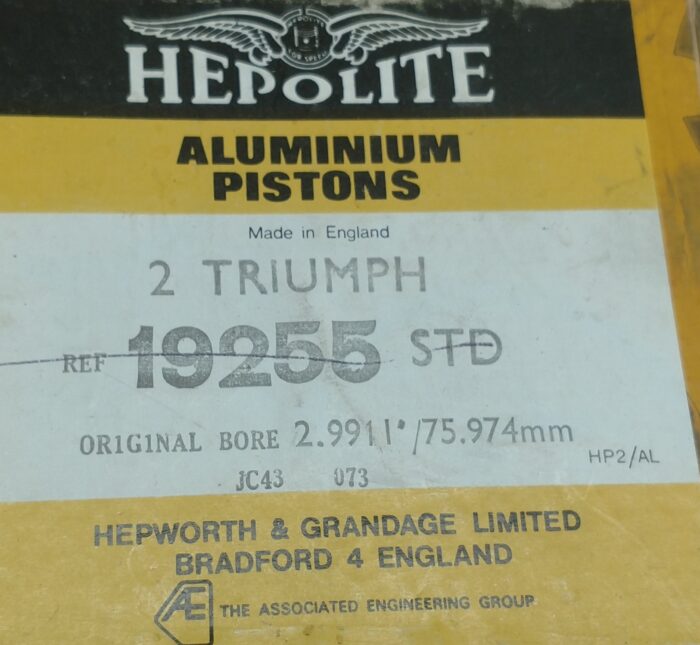 HEPOLITE
ALUMINIUM
PISTONS
Made in England
2 TRIUMPH
REF 19255 STD
ORIGINAL BORE 2.9911"/75.974mm
HP2/AL
JC43 073
HEPWORTH & GRANDAGE LIMITED
BRADFORD 4 ENGLAND
AE THE ASSOCIATED ENGINEERING GROUP